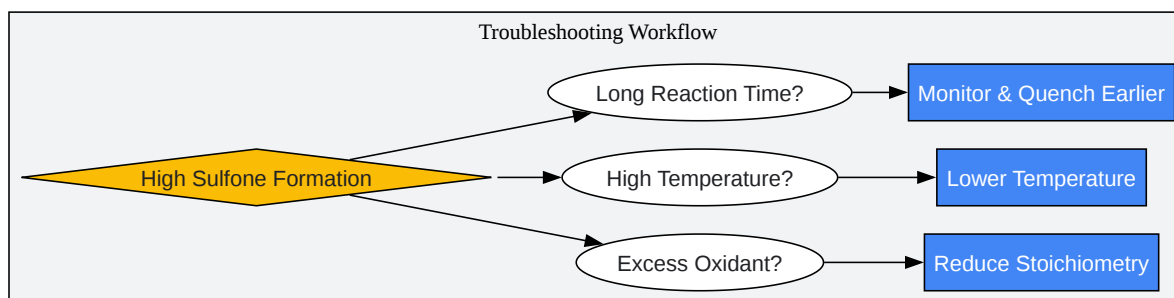 Troubleshooting Workflow
Long Reaction Time?
Monitor & Quench Earlier
High Sulfone Formation
High Temperature?
Lower Temperature
Excess Oxidant?
Reduce Stoichiometry